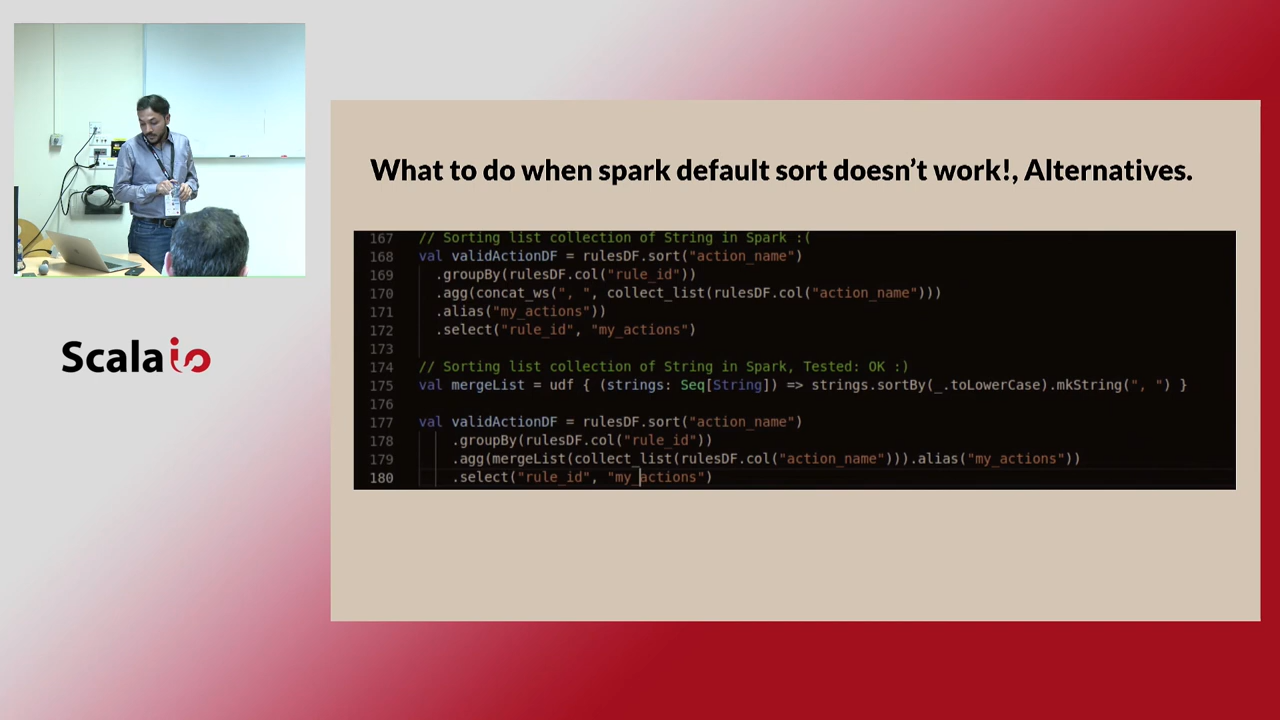 What to do when spark default sort doesn’t work!, Alternatives.
167 // Sorting list collection of String in Spark :(
168 val validActionDF = rulesDF.sort("action_name")
169 .groupBy(rulesDF.col("rule_id"))
170 .agg(concat_ws(", ", collect_list(rulesDF.col("action_name")))
171 .alias("my_actions"))
172 .select("rule_id", "my_actions")
173
174 // Sorting list collection of String in Spark, Tested: OK :)
175 val mergeList = udf { (strings: Seq[String]) => strings.sortBy(_.toLowerCase).mkString(", ") }
176
177 val validActionDF = rulesDF.sort("action_name")
178 .groupBy(rulesDF.col("rule_id"))
179 .agg(mergeList(collect_list(rulesDF.col("action_name"))).alias("my_actions"))
180 .select("rule_id", "my_actions")
Scala io